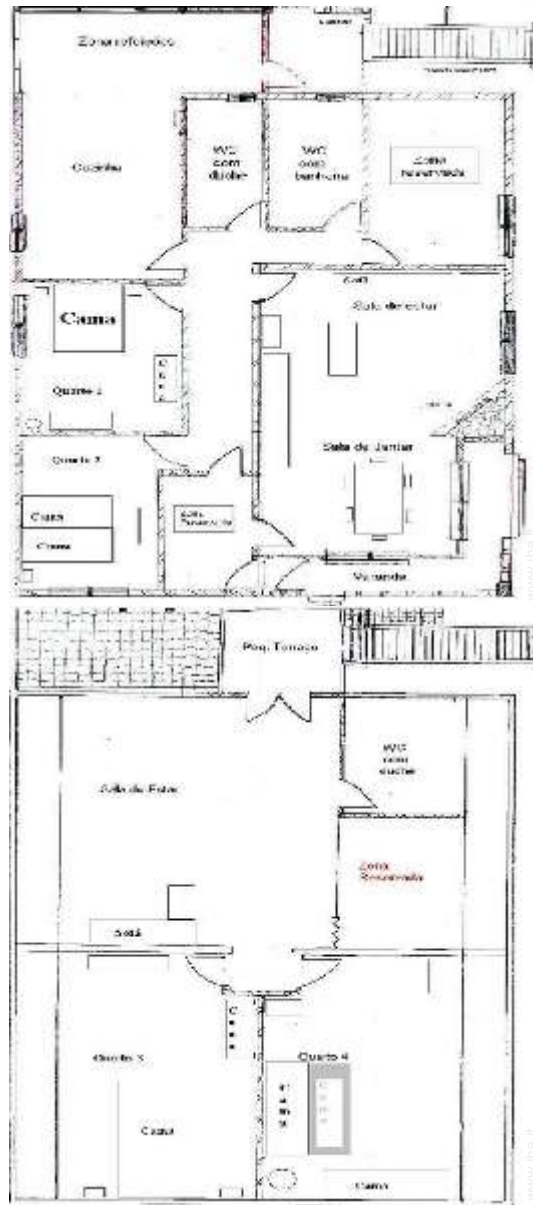 Zona refeições
Cozinha
WC
com
duche
WC
com
banheira
Zona
Reservada
Sofá
Sala de estar
Cama
Quarto 1
Sala de Jantar
Quarto 2
Cama
Cama
Zona
Reservada
Varanda
Peq. Terraço
WC
com
duche
Sala de Estar
Zona
Reservada
Sofá
Quarto 3
Quarto 4
Cama
Cama
Cama